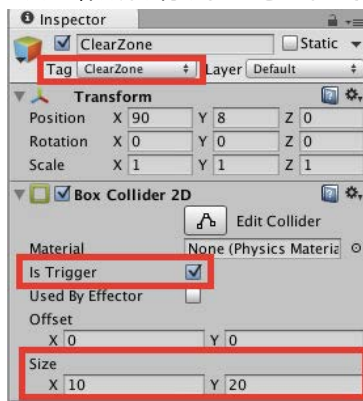 Inspector
ClearZone Static
Tag ClearZone Layer Default
Transform
Position X 90 Y 8 Z 0
Rotation X 0 Y 0 Z 0
Scale X 1 Y 1 Z 1
Box Collider 2D
Edit Collider
Material None (Physics Materia
Is Trigger
Used By Effector
Offset
X 0 Y 0
Size
X 10 Y 20